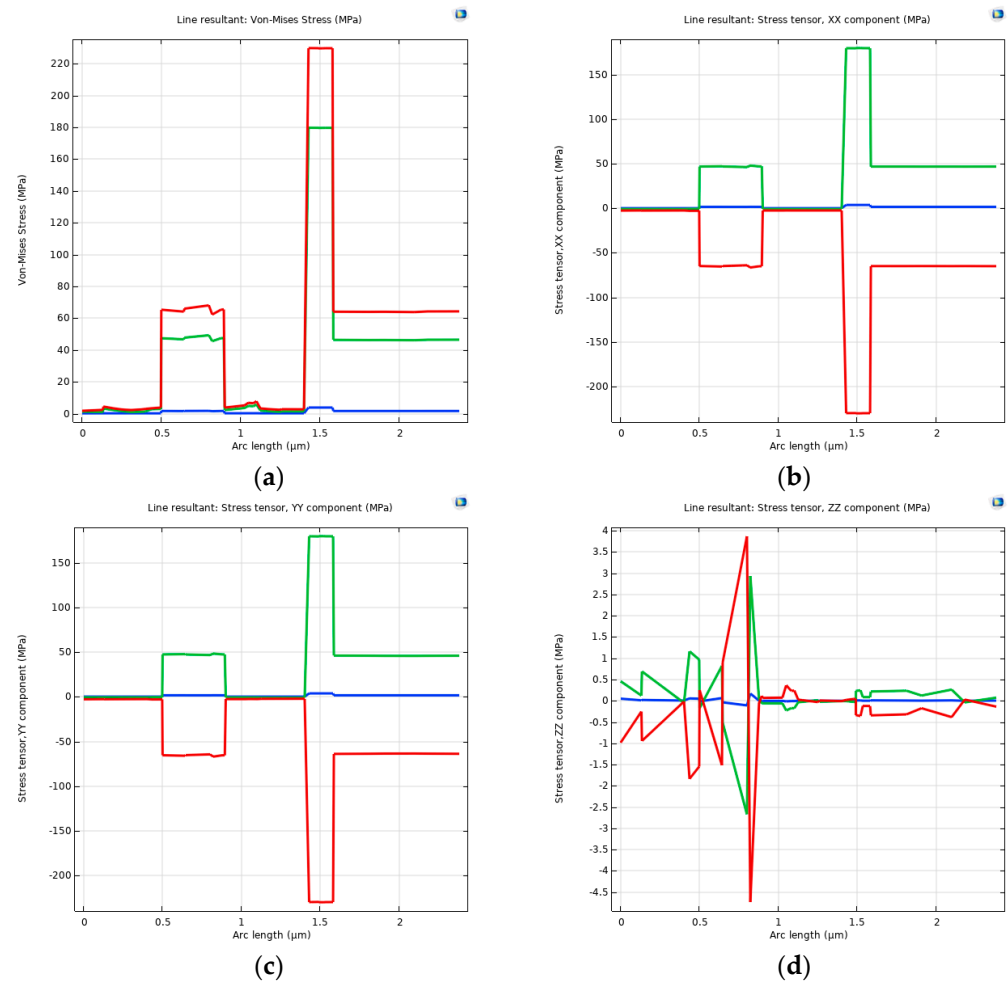 Line resultant: Von-Mises Stress (MPa)
Von-Mises Stress (MPa)
220
200
180
160
140
120
100
80
60
40
20
0
0 0.5 1 1.5 2
Arc length (µm)
(a)
Line resultant: Stress tensor, XX component (MPa)
Stress tensor,XX component (MPa)
150
100
50
0
-50
-100
-150
-200
0 0.5 1 1.5 2
Arc length (µm)
(b)
Line resultant: Stress tensor, YY component (MPa)
Stress tensor,YY component (MPa)
150
100
50
0
-50
-100
-150
-200
0 0.5 1 1.5 2
Arc length (µm)
(c)
Line resultant: Stress tensor, ZZ component (MPa)
Stress tensor,ZZ component (MPa)
4
3.5
3
2.5
2
1.5
1
0.5
0
-0.5
-1
-1.5
-2
-2.5
-3
-3.5
-4
-4.5
0 0.5 1 1.5 2
Arc length (µm)
(d)